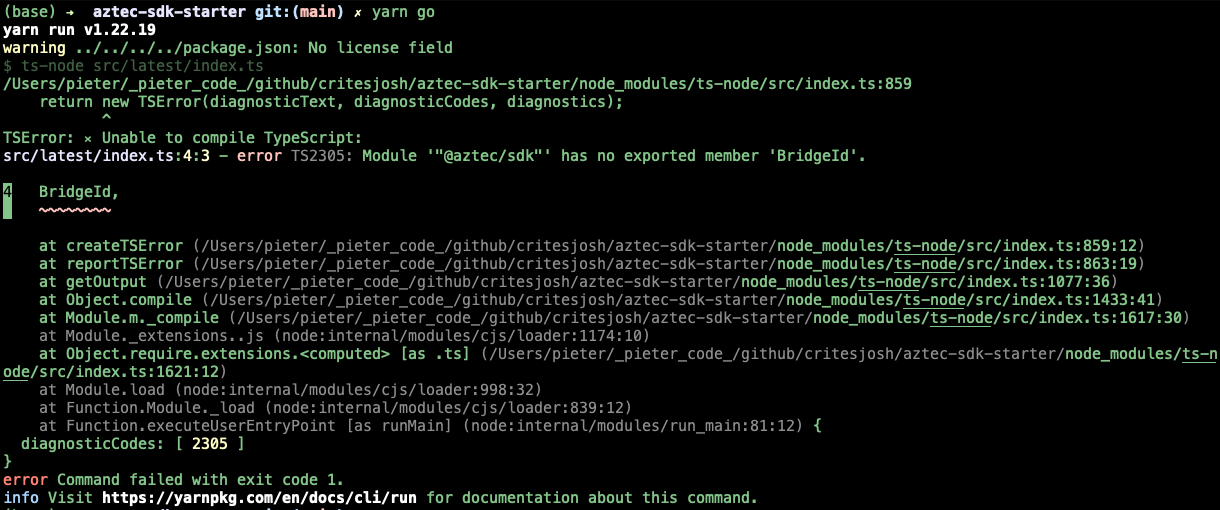 (base) ➜  aztec-sdk-starter git:(main) ✗ yarn go
yarn run v1.22.19
warning ../../../../package.json: No license field
$ ts-node src/latest/index.ts
/Users/pieter/_pieter_code_/github/critesjosh/aztec-sdk-starter/node_modules/ts-node/src/index.ts:859
    return new TSError(diagnosticText, diagnosticCodes, diagnostics);
           ^
TSError: ⨯ Unable to compile TypeScript:
src/latest/index.ts:4:3 - error TS2305: Module '"@aztec/sdk"' has no exported member 'BridgeId'.
4   BridgeId,
    ~~~~~~~~
    at createTSError (/Users/pieter/_pieter_code_/github/critesjosh/aztec-sdk-starter/node_modules/ts-node/src/index.ts:859:12)
    at reportTSError (/Users/pieter/_pieter_code_/github/critesjosh/aztec-sdk-starter/node_modules/ts-node/src/index.ts:863:19)
    at getOutput (/Users/pieter/_pieter_code_/github/critesjosh/aztec-sdk-starter/node_modules/ts-node/src/index.ts:1077:36)
    at Object.compile (/Users/pieter/_pieter_code_/github/critesjosh/aztec-sdk-starter/node_modules/ts-node/src/index.ts:1433:41)
    at Module.m._compile (/Users/pieter/_pieter_code_/github/critesjosh/aztec-sdk-starter/node_modules/ts-node/src/index.ts:1617:30)
    at Module._extensions..js (node:internal/modules/cjs/loader:1174:10)
    at Object.require.extensions.<computed> [as .ts] (/Users/pieter/_pieter_code_/github/critesjosh/aztec-sdk-starter/node_modules/ts-n
ode/src/index.ts:1621:12)
    at Module.load (node:internal/modules/cjs/loader:998:32)
    at Function.Module._load (node:internal/modules/cjs/loader:839:12)
    at Function.executeUserEntryPoint [as runMain] (node:internal/modules/run_main:81:12) {
  diagnosticCodes: [ 2305 ]
}
error Command failed with exit code 1.
info Visit https://yarnpkg.com/en/docs/cli/run for documentation about this command.